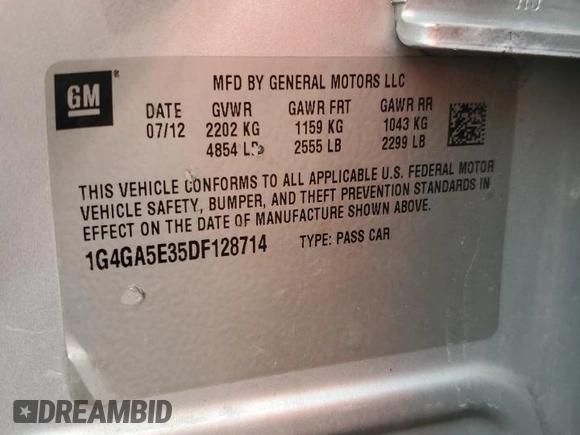 GM
MFD BY GENERAL MOTORS LLC
DATE GVWR GAWR FRT GAWR RR
07/12 2202 KG 1159 KG 1043 KG
4854 LB 2555 LB 2299 LB
THIS VEHICLE CONFORMS TO ALL APPLICABLE U.S. FEDERAL MOTOR
VEHICLE SAFETY, BUMPER, AND THEFT PREVENTION STANDARDS IN
EFFECT ON THE DATE OF MANUFACTURE SHOWN ABOVE.
1G4GA5E35DF128714 TYPE: PASS CAR
DREAMBID